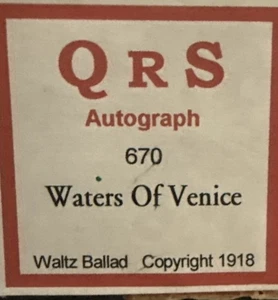 QRS
Autograph
670
Waters Of Venice
Waltz Ballad Copyright 1918